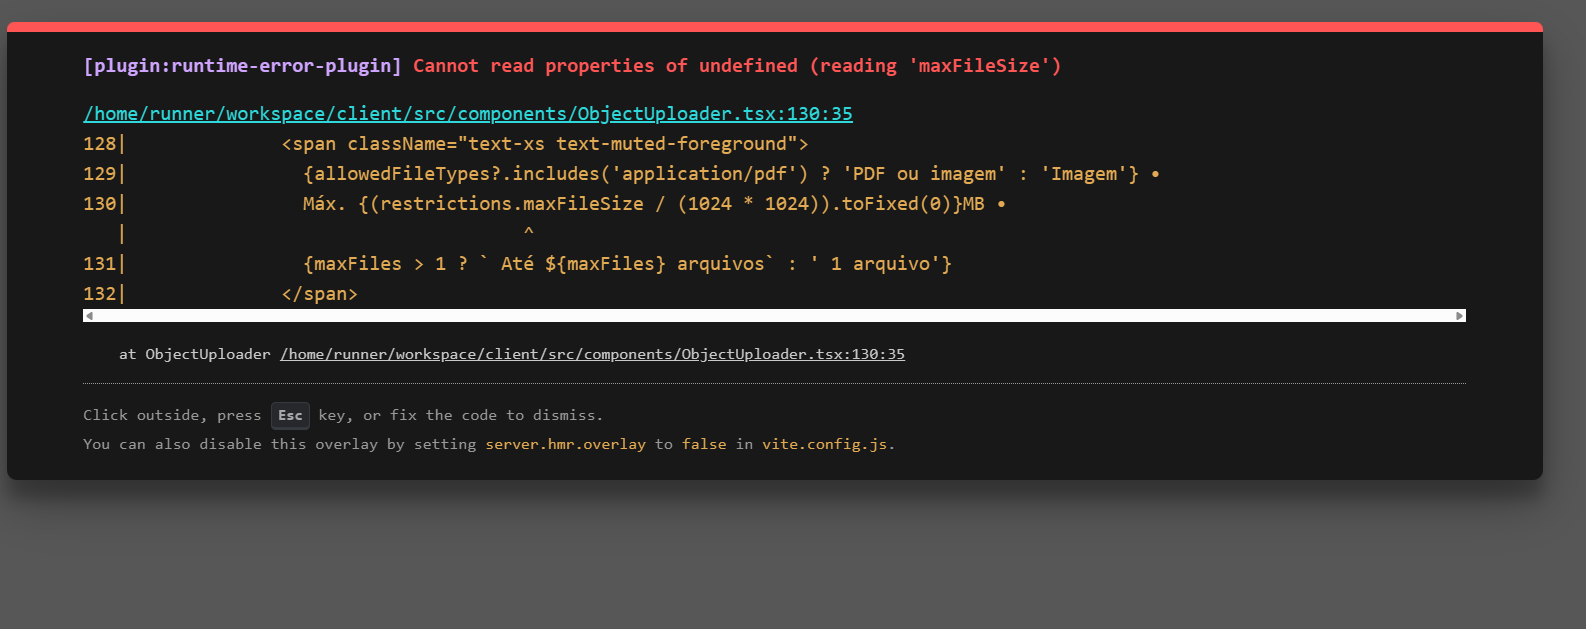 [plugin:runtime-error-plugin] Cannot read properties of undefined (reading 'maxFileSize')
/home/runner/workspace/client/src/components/ObjectUploader.tsx:130:35
128|               <span className="text-xs text-muted-foreground">
129|                 {allowedFileTypes?.includes('application/pdf') ? 'PDF ou imagem' : 'Imagem'} •
130|                 Máx. {(restrictions.maxFileSize / (1024 * 1024)).toFixed(0)}MB •
   |                                     ^
131|                 {maxFiles > 1 ? ` Até ${maxFiles} arquivos` : ' 1 arquivo'}
132|               </span>
at ObjectUploader /home/runner/workspace/client/src/components/ObjectUploader.tsx:130:35
Click outside, press Esc key, or fix the code to dismiss.
You can also disable this overlay by setting server.hmr.overlay to false in vite.config.js.